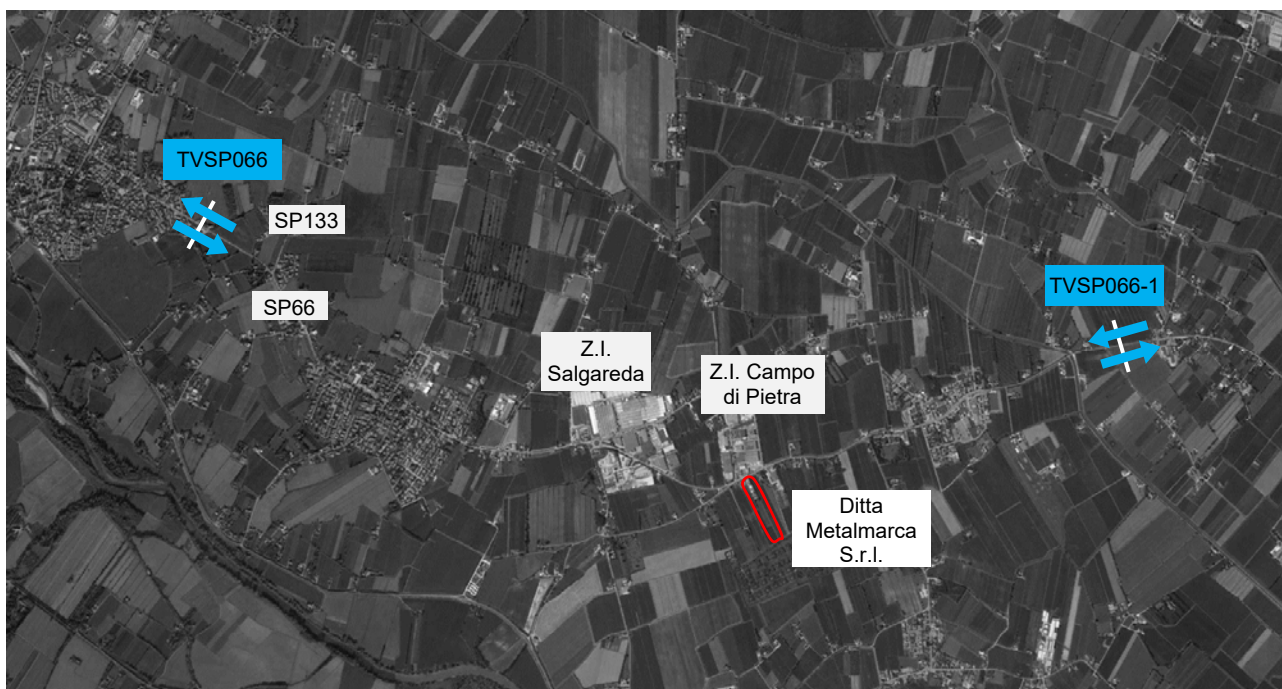 TVSP066
SP133
SP66
TVSP066-1
Z.I.
Salgareda
Z.I. Campo
di Pietra
Ditta
Metalmarca
S.r.l.